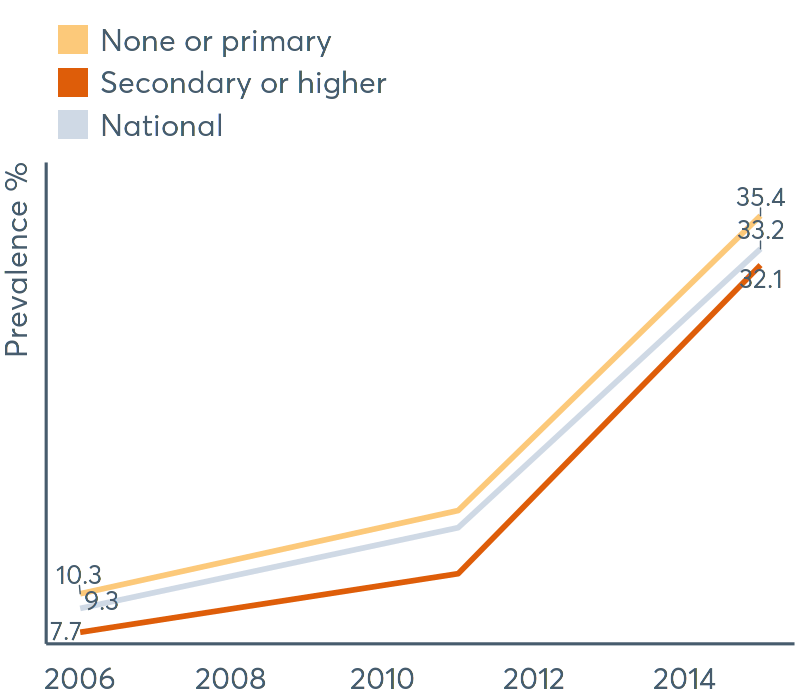 None or primary
Secondary or higher
National
Prevalence %
35.4
33.2
32.1
10.3
9.3
7.7
2006 2008 2010 2012 2014